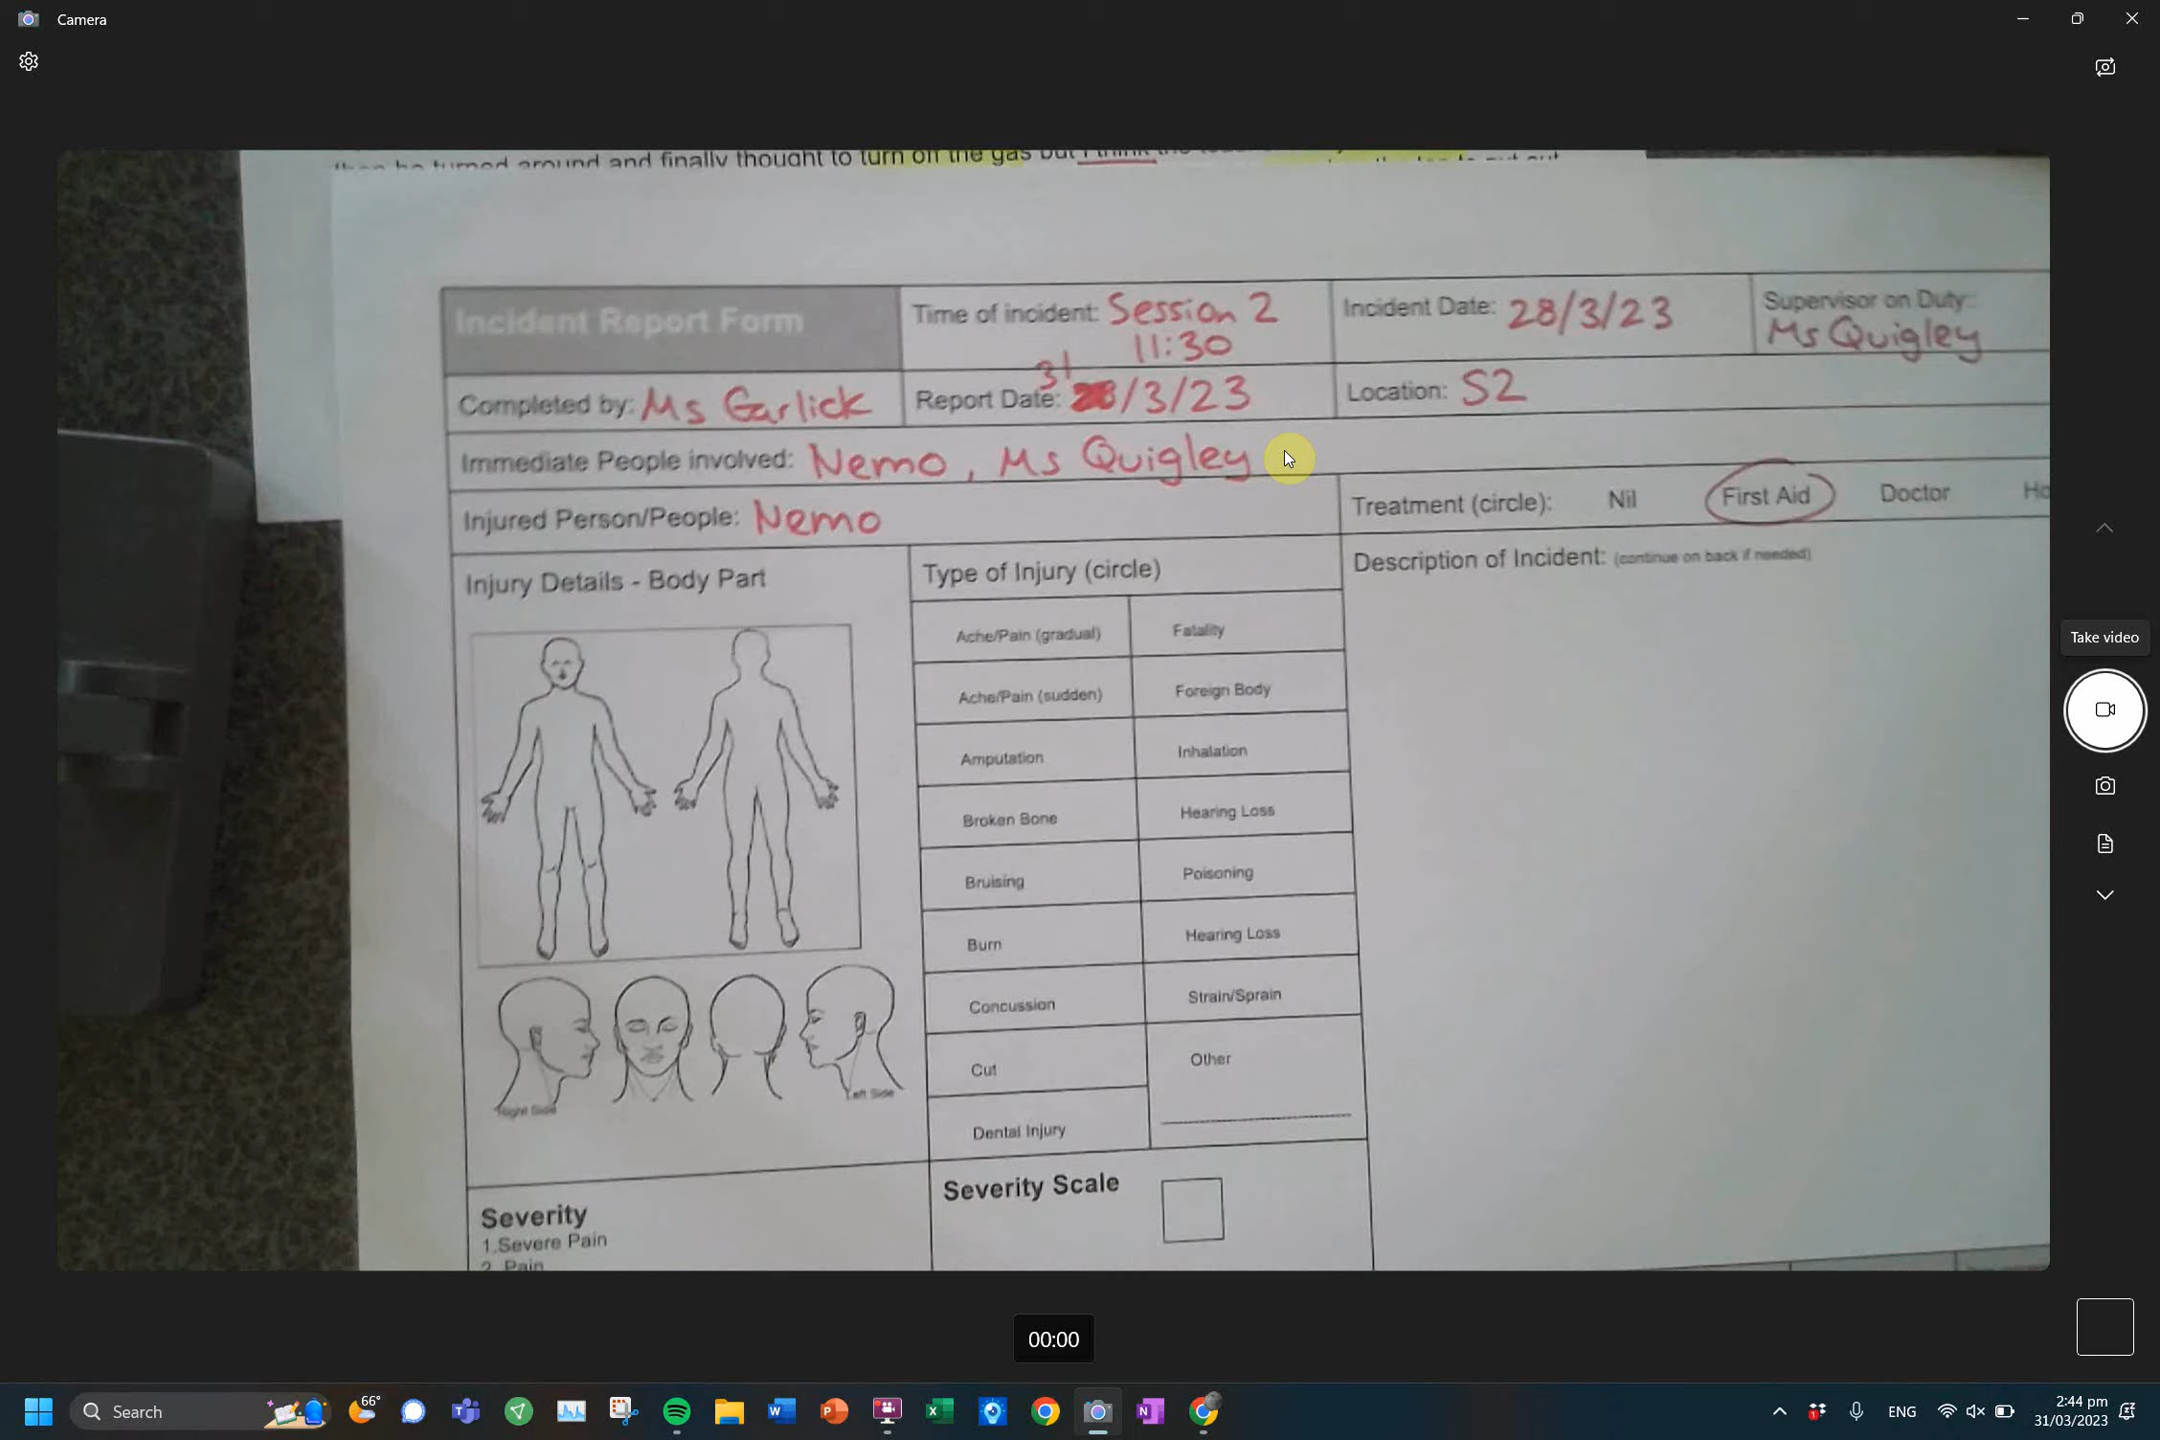 Camera
then he turned around and finally thought to turn off the gas but I think the
Incident Report Form
Time of incident: Session 2
11:30
Incident Date: 28/3/23
Supervisor on Duty:
Ms Quigley
Completed by: Ms Garlick
31
Report Date: 28/3/23
Location: S2
Immediate People involved: Nemo, Ms Quigley
Injured Person/People: Nemo
Treatment (circle): Nil First Aid Doctor Ho
Injury Details - Body Part
Right Side
Left Side
Type of Injury (circle)
Ache/Pain (gradual) Fatality
Ache/Pain (sudden) Foreign Body
Amputation Inhalation
Broken Bone Hearing Loss
Bruising Poisoning
Burn Hearing Loss
Concussion Strain/Sprain
Cut Other
Dental Injury
Description of Incident: (continue on back if needed)
Severity
1.Severe Pain
2. Pain
Severity Scale
Take video
00:00
66°
Search
ENG
2:44 pm
31/03/2023